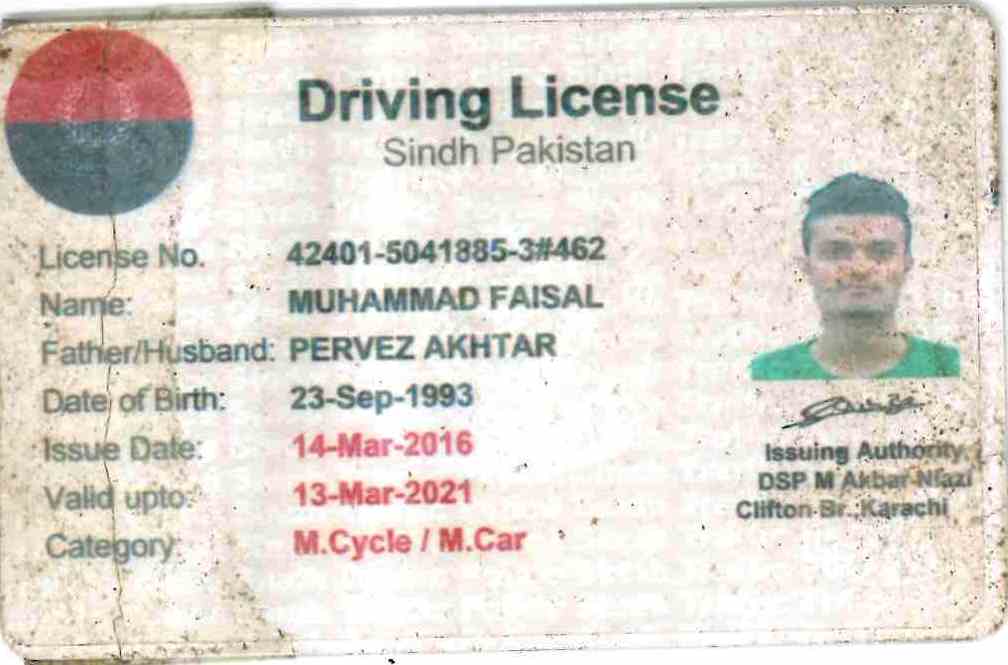 Driving License
Sindh Pakistan
License No. 42401-5041885-3#462
Name: MUHAMMAD FAISAL
Father/Husband: PERVEZ AKHTAR
Date of Birth: 23-Sep-1993
Issue Date: 14-Mar-2016
Valid upto: 13-Mar-2021
Category: M.Cycle / M.Car
Issuing Authority
DSP M Akbar Niazi
Clifton Br. Karachi